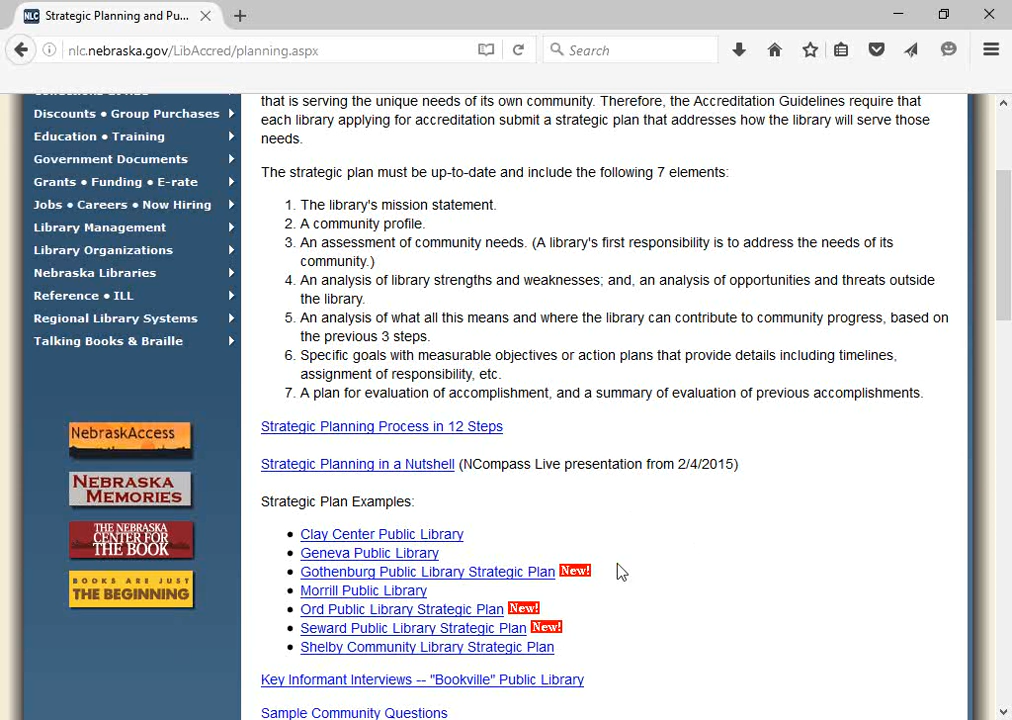 NLC Strategic Planning and Pu...
nlc.nebraska.gov/LibAccred/planning.aspx
Search
Discounts • Group Purchases
Education • Training
Government Documents
Grants • Funding • E-rate
Jobs • Careers • Now Hiring
Library Management
Library Organizations
Nebraska Libraries
Reference • ILL
Regional Library Systems
Talking Books & Braille
NebraskAccess
NEBRASKA
MEMORIES
THE NEBRASKA
CENTER FOR
THE BOOK
BOOKS ARE JUST
THE BEGINNING
that is serving the unique needs of its own community. Therefore, the Accreditation Guidelines require that
each library applying for accreditation submit a strategic plan that addresses how the library will serve those
needs.
The strategic plan must be up-to-date and include the following 7 elements:
1. The library's mission statement.
2. A community profile.
3. An assessment of community needs. (A library's first responsibility is to address the needs of its
community.)
4. An analysis of library strengths and weaknesses; and, an analysis of opportunities and threats outside
the library.
5. An analysis of what all this means and where the library can contribute to community progress, based on
the previous 3 steps.
6. Specific goals with measurable objectives or action plans that provide details including timelines,
assignment of responsibility, etc.
7. A plan for evaluation of accomplishment, and a summary of evaluation of previous accomplishments.
Strategic Planning Process in 12 Steps
Strategic Planning in a Nutshell (NCompass Live presentation from 2/4/2015)
Strategic Plan Examples:
• Clay Center Public Library
• Geneva Public Library
• Gothenburg Public Library Strategic Plan New!
• Morrill Public Library
• Ord Public Library Strategic Plan New!
• Seward Public Library Strategic Plan New!
• Shelby Community Library Strategic Plan
Key Informant Interviews -- "Bookville" Public Library
Sample Community Questions